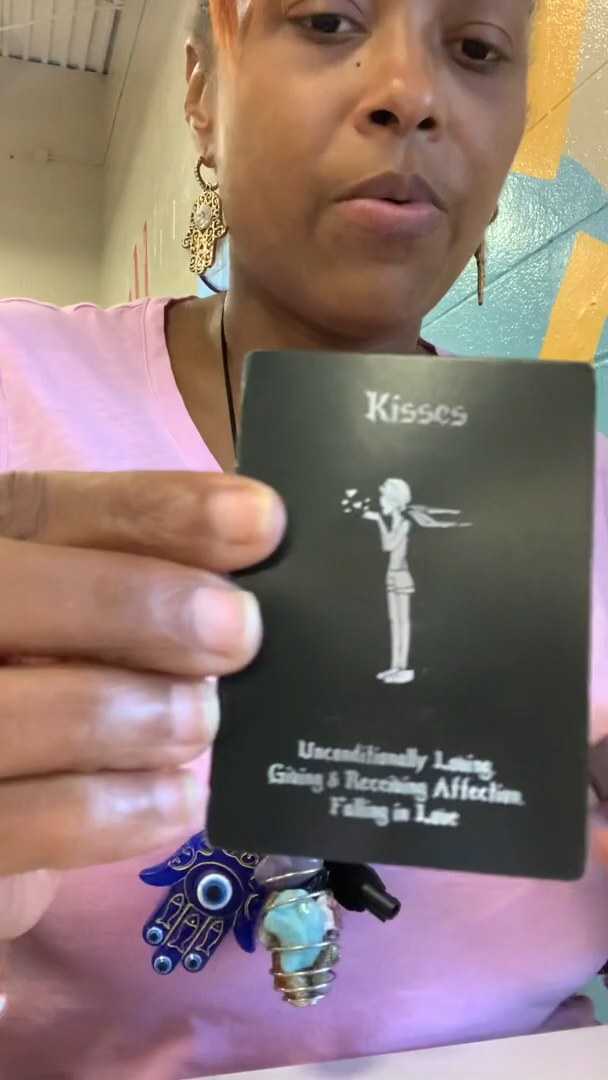 Kisses
Unconditionally Loving,
Giving & Receiving Affection.
Falling in Love